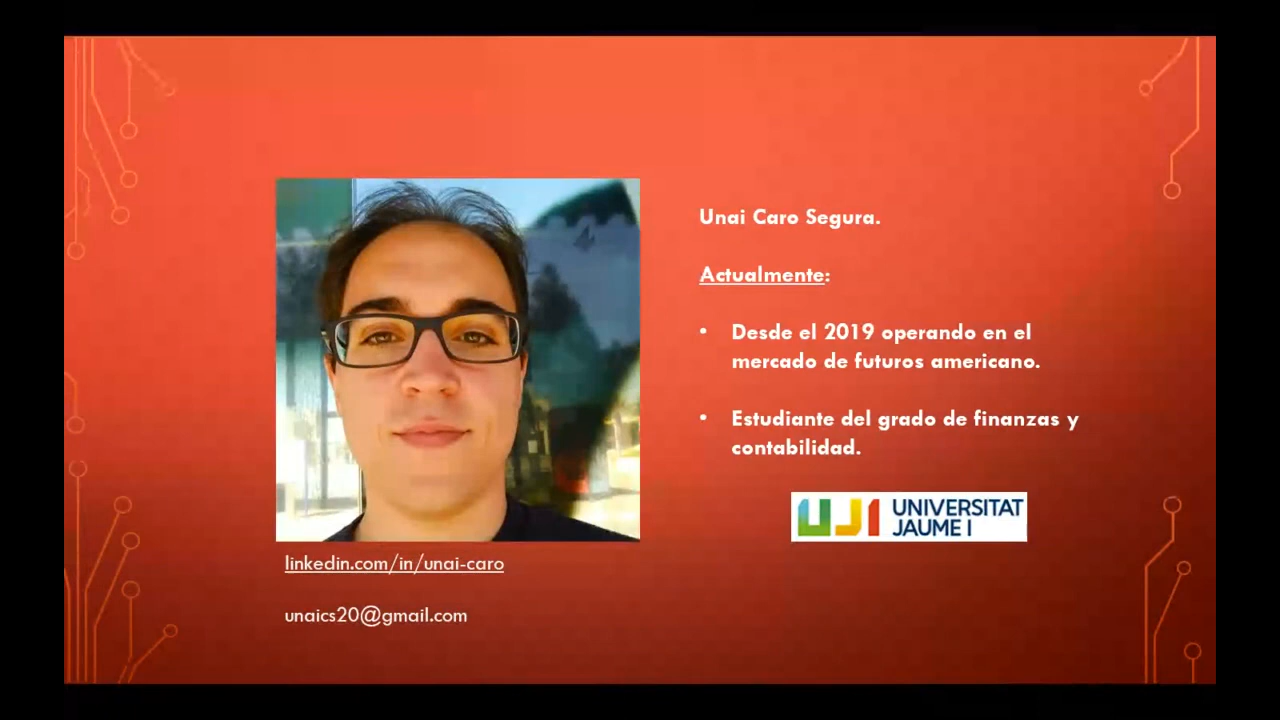 Unai Caro Segura.
Actualmente:
• Desde el 2019 operando en el
mercado de futuros americano.
• Estudiante del grado de finanzas y
contabilidad.
UJI UNIVERSITAT
JAUME I
linkedin.com/in/unai-caro
unaics20@gmail.com